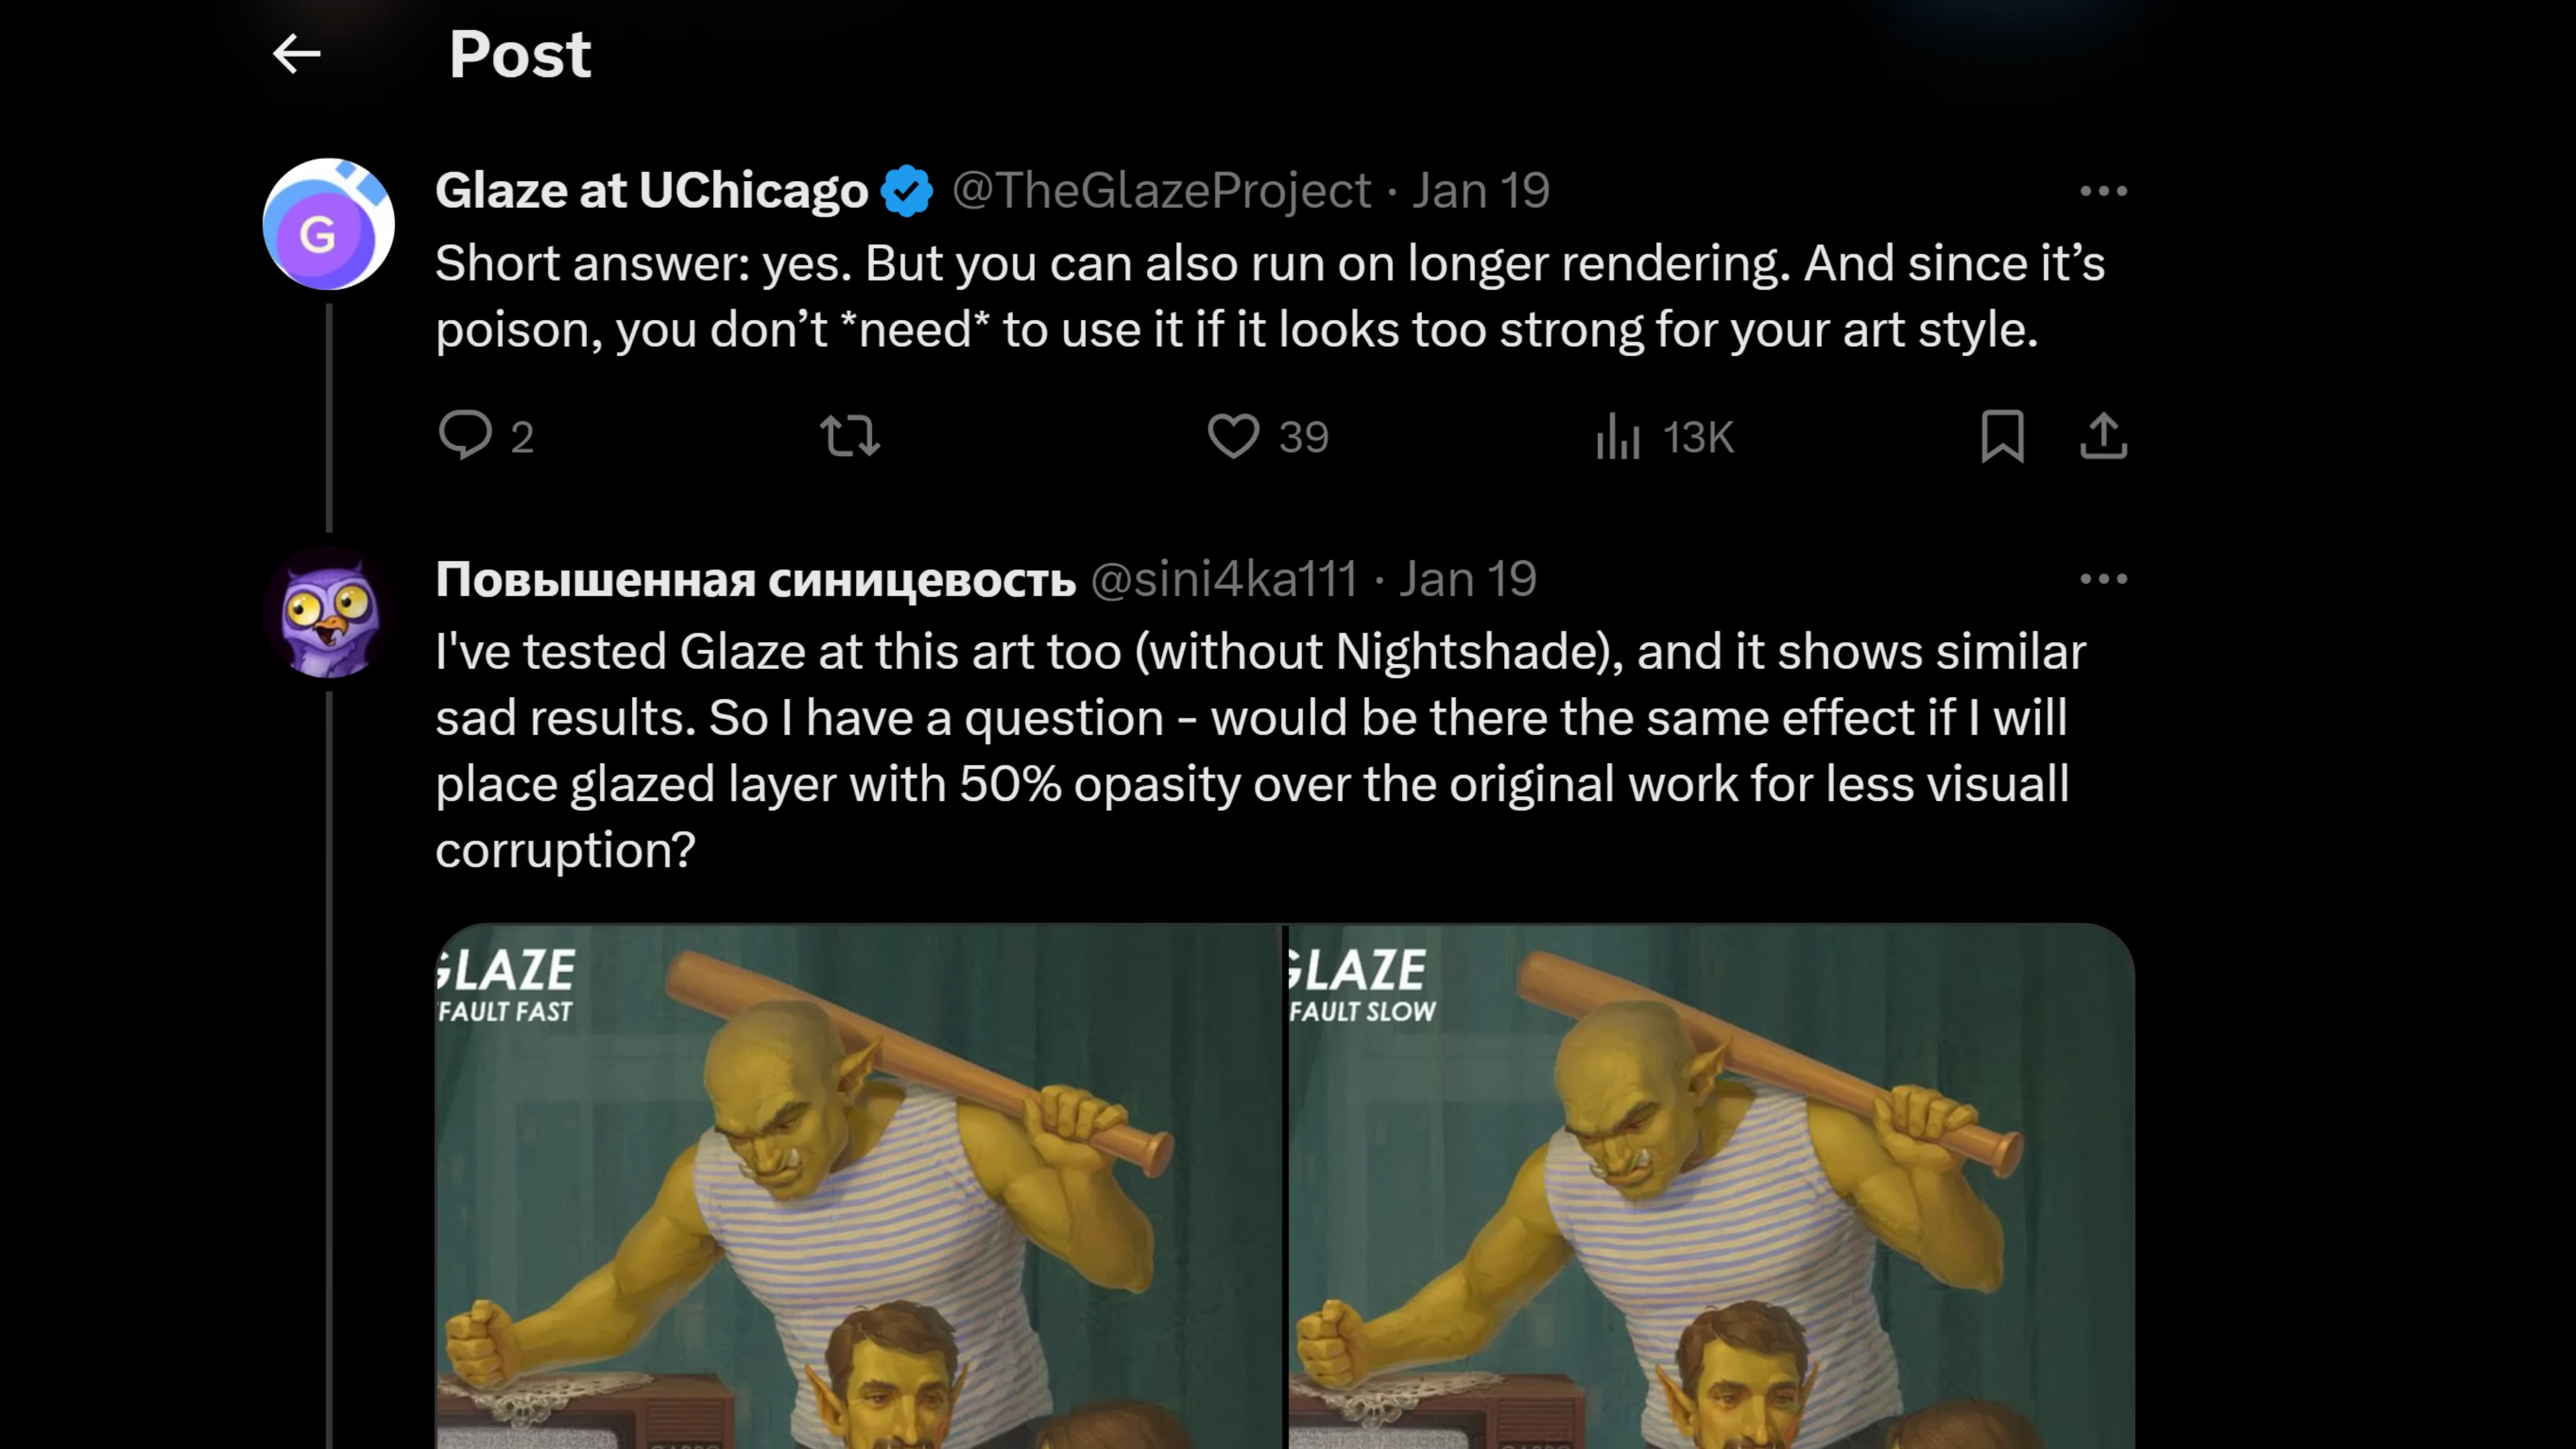 Post
Glaze at UChicago @TheGlazeProject · Jan 19
Short answer: yes. But you can also run on longer rendering. And since it’s
poison, you don’t *need* to use it if it looks too strong for your art style.
2 39 13K
Повышенная синицевость @sini4ka111 · Jan 19
I've tested Glaze at this art too (without Nightshade), and it shows similar
sad results. So I have a question - would be there the same effect if I will
place glazed layer with 50% opasity over the original work for less visuall
corruption?
GLAZE
FAULT FAST
GLAZE
FAULT SLOW